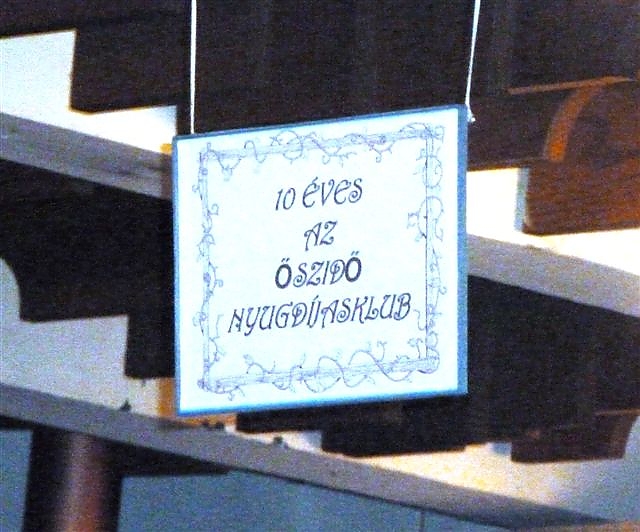 10 ÉVES
AZ
ŐSZIDŐ
NYUGDÍJASKLUB